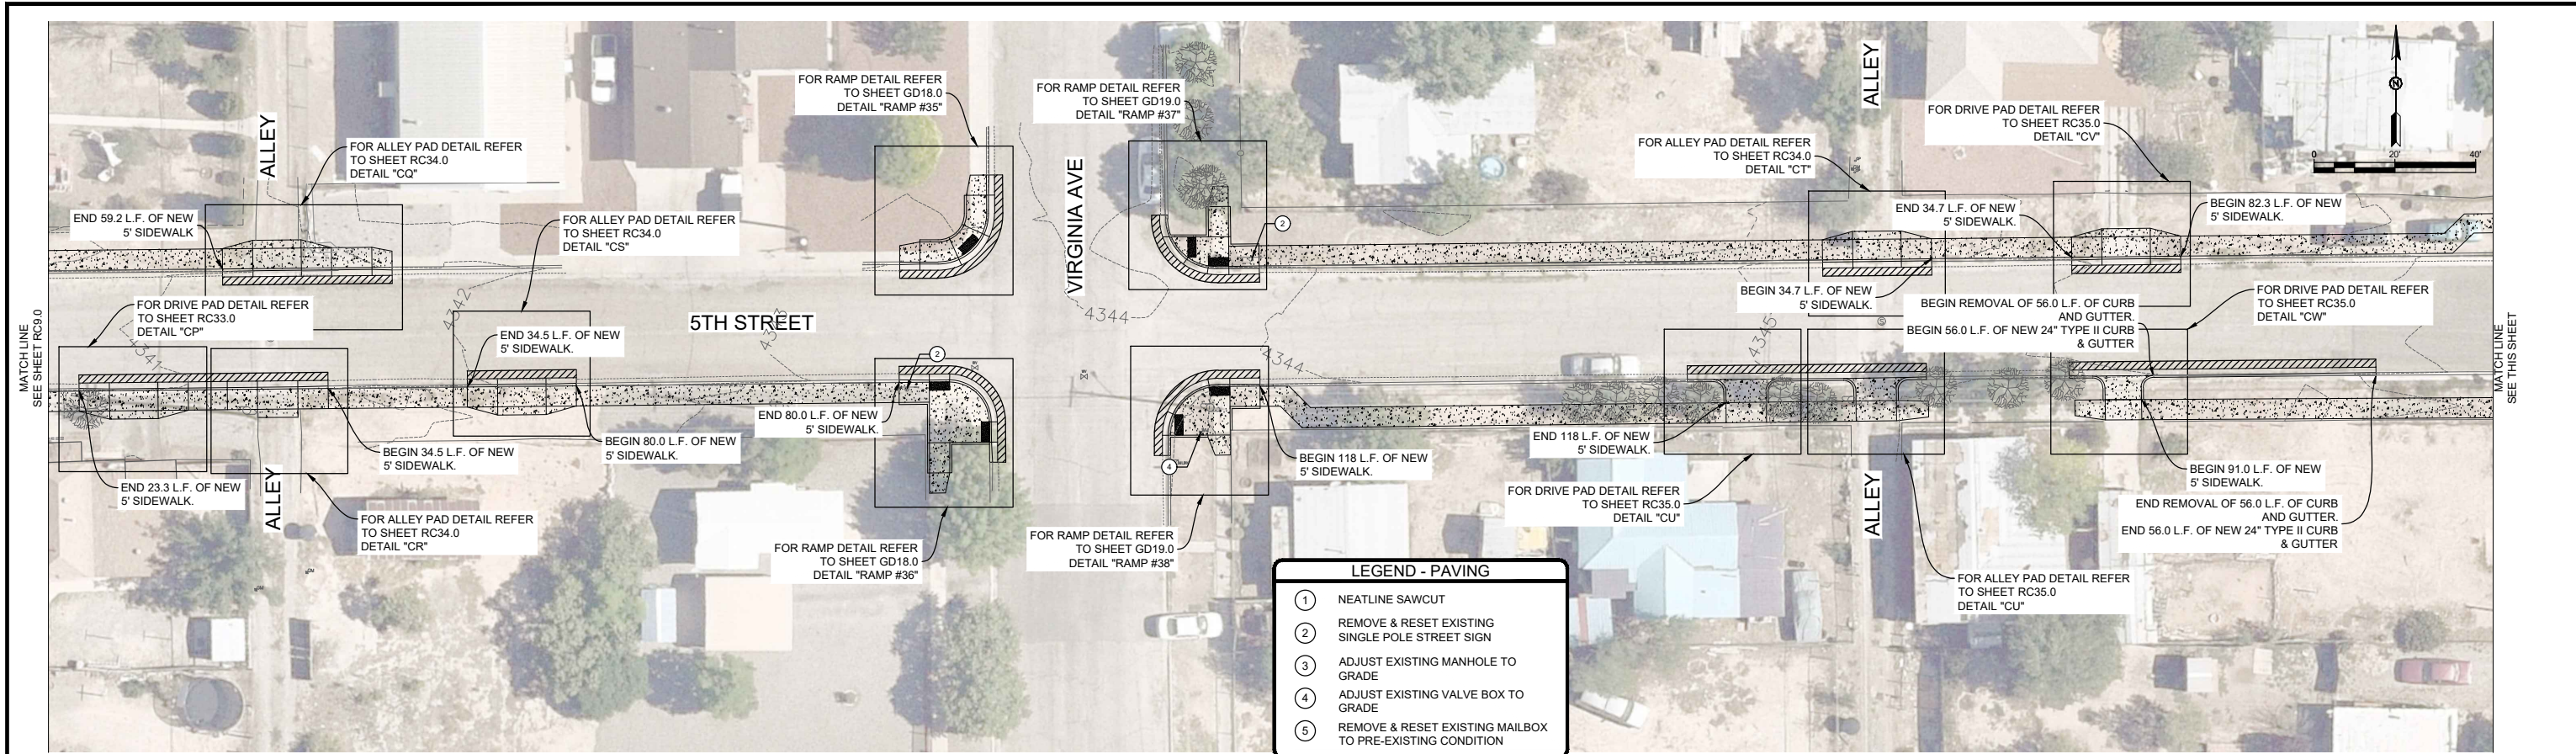 FOR RAMP DETAIL REFER
TO SHEET GD18.0
DETAIL "RAMP #35"
FOR RAMP DETAIL REFER
TO SHEET GD19.0
DETAIL "RAMP #37"
ALLEY
FOR DRIVE PAD DETAIL REFER
TO SHEET RC35.0
DETAIL "CV"
N
0
20'
40'
ALLEY
FOR ALLEY PAD DETAIL REFER
TO SHEET RC34.0
DETAIL "CQ"
FOR ALLEY PAD DETAIL REFER
TO SHEET RC34.0
DETAIL "CT"
VIRGINIA AVE
END 59.2 L.F. OF NEW
5' SIDEWALK
FOR ALLEY PAD DETAIL REFER
TO SHEET RC34.0
DETAIL "CS"
2
END 34.7 L.F. OF NEW
5' SIDEWALK.
BEGIN 82.3 L.F. OF NEW
5' SIDEWALK.
FOR DRIVE PAD DETAIL REFER
TO SHEET RC33.0
DETAIL "CP"
4342
BEGIN 34.7 L.F. OF NEW
5' SIDEWALK.
FOR DRIVE PAD DETAIL REFER
TO SHEET RC35.0
DETAIL "CW"
BEGIN REMOVAL OF 56.0 L.F. OF CURB
AND GUTTER.
BEGIN 56.0 L.F. OF NEW 24" TYPE II CURB
& GUTTER
5TH STREET
4343
4344
4345
4341
4344
MATCH LINE
SEE SHEET RC9.0
MATCH LINE
SEE THIS SHEET
END 34.5 L.F. OF NEW
5' SIDEWALK.
2
END 80.0 L.F. OF NEW
5' SIDEWALK.
BEGIN 80.0 L.F. OF NEW
5' SIDEWALK.
BEGIN 34.5 L.F. OF NEW
5' SIDEWALK.
END 118 L.F. OF NEW
5' SIDEWALK.
4
BEGIN 118 L.F. OF NEW
5' SIDEWALK.
BEGIN 91.0 L.F. OF NEW
5' SIDEWALK.
END 23.3 L.F. OF NEW
5' SIDEWALK.
ALLEY
FOR DRIVE PAD DETAIL REFER
TO SHEET RC35.0
DETAIL "CU"
ALLEY
END REMOVAL OF 56.0 L.F. OF CURB
AND GUTTER.
END 56.0 L.F. OF NEW 24" TYPE II CURB
& GUTTER
FOR ALLEY PAD DETAIL REFER
TO SHEET RC34.0
DETAIL "CR"
FOR RAMP DETAIL REFER
TO SHEET GD18.0
DETAIL "RAMP #36"
FOR RAMP DETAIL REFER
TO SHEET GD19.0
DETAIL "RAMP #38"
FOR ALLEY PAD DETAIL REFER
TO SHEET RC35.0
DETAIL "CU"
LEGEND - PAVING
1 NEATLINE SAWCUT
2 REMOVE & RESET EXISTING
SINGLE POLE STREET SIGN
3 ADJUST EXISTING MANHOLE TO
GRADE
4 ADJUST EXISTING VALVE BOX TO
GRADE
5 REMOVE & RESET EXISTING MAILBOX
TO PRE-EXISTING CONDITION